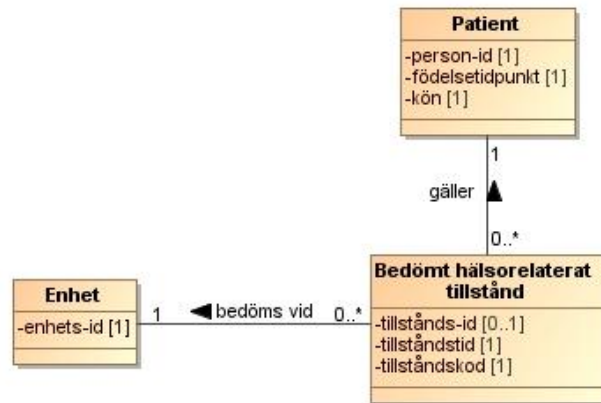 Patient
-person-id [1]
-födelsetidpunkt [1]
-kön [1]
1
gäller
0..*
Bedömt hälsorelaterat
tillstånd
-tillstånds-id [0..1]
-tillståndstid [1]
-tillståndskod [1]
Enhet
-enhets-id [1]
1
bedöms vid
0..*